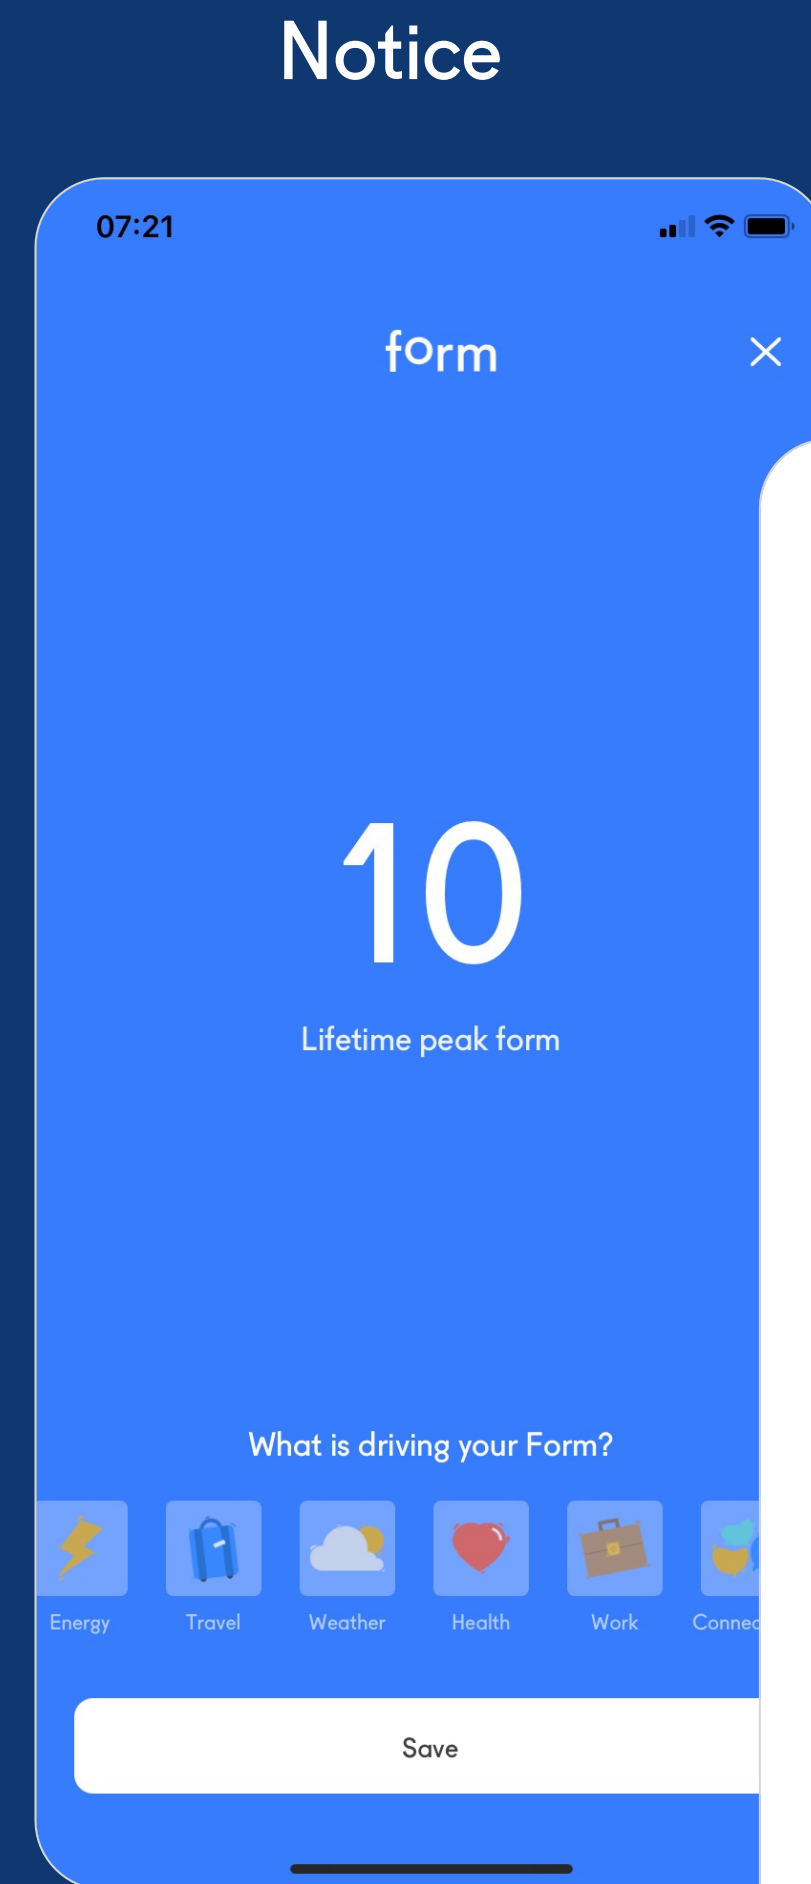 Notice
07:21
form
10
Lifetime peak form
What is driving your Form?
Energy Travel Weather Health Work Connec
Save